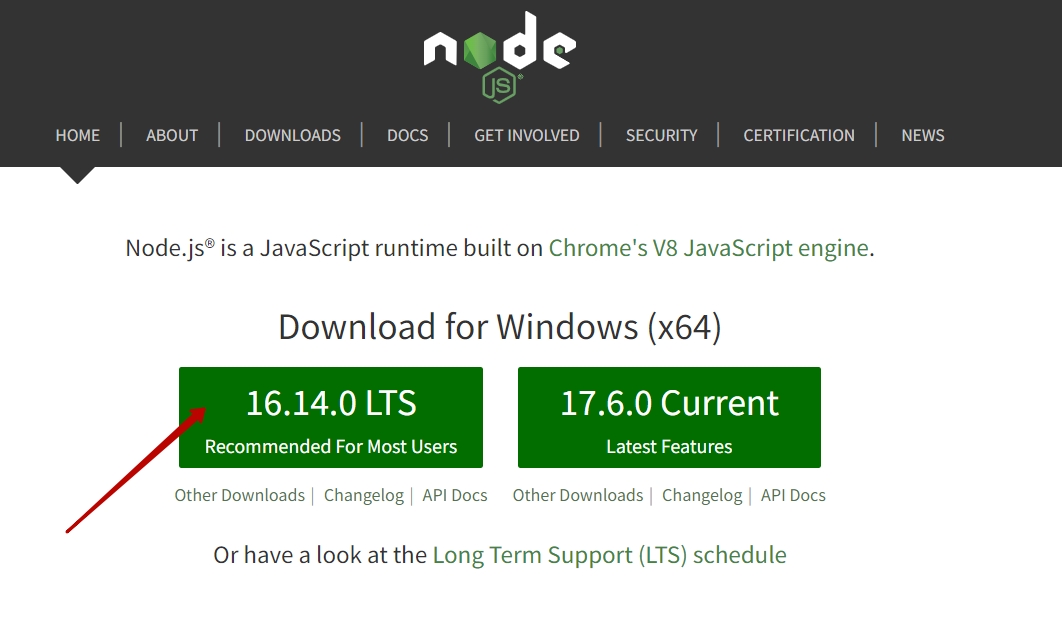 node
JS®
HOME | ABOUT | DOWNLOADS | DOCS | GET INVOLVED | SECURITY | CERTIFICATION | NEWS
Node.js® is a JavaScript runtime built on Chrome's V8 JavaScript engine.
Download for Windows (x64)
16.14.0 LTS
Recommended For Most Users
17.6.0 Current
Latest Features
Other Downloads | Changelog | API Docs
Other Downloads | Changelog | API Docs
Or have a look at the Long Term Support (LTS) schedule